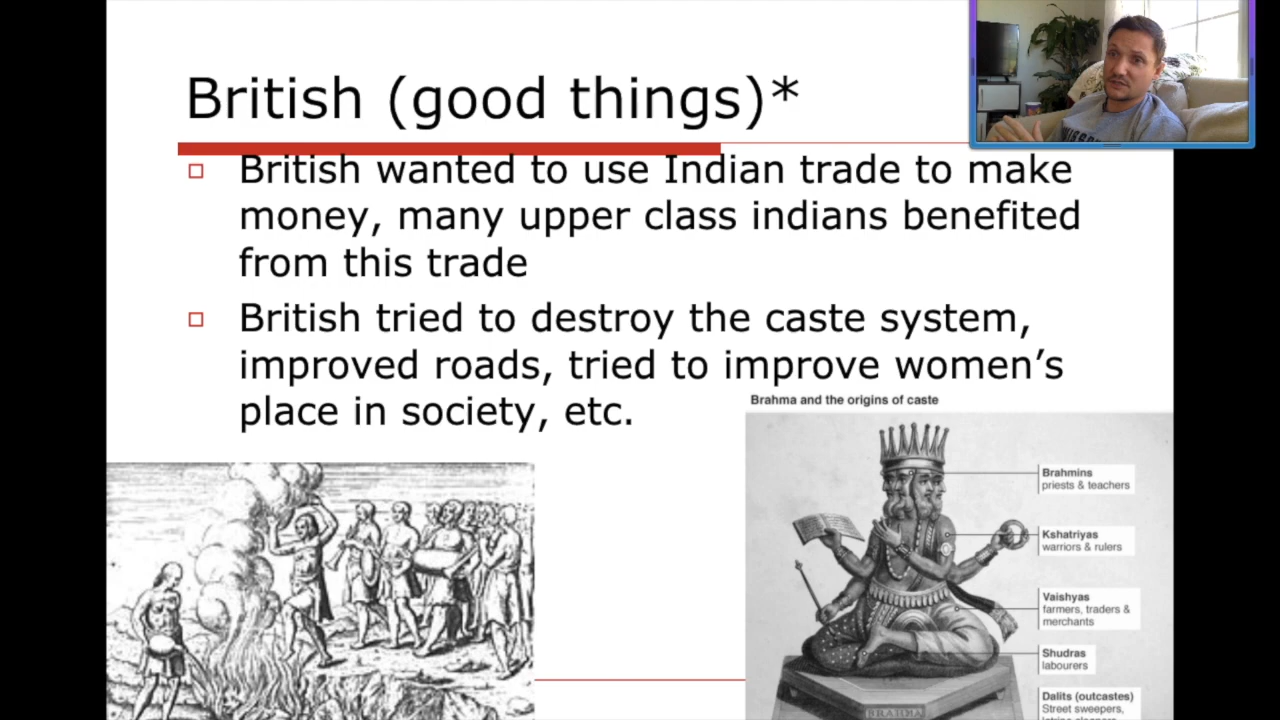 British (good things)*
British wanted to use Indian trade to make
money, many upper class indians benefited
from this trade
British tried to destroy the caste system,
improved roads, tried to improve women’s
place in society, etc.
Brahma and the origins of caste
Brahmins
priests & teachers
Kshatriyas
warriors & rulers
Vaishyas
farmers, traders &
merchants
Shudras
labourers
Dalits (outcastes)
Street sweepers,